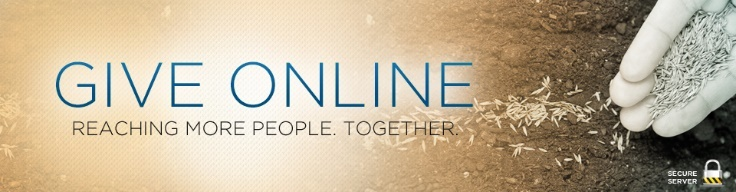 GIVE ONLINE
REACHING MORE PEOPLE. TOGETHER.
SECURE
SERVER